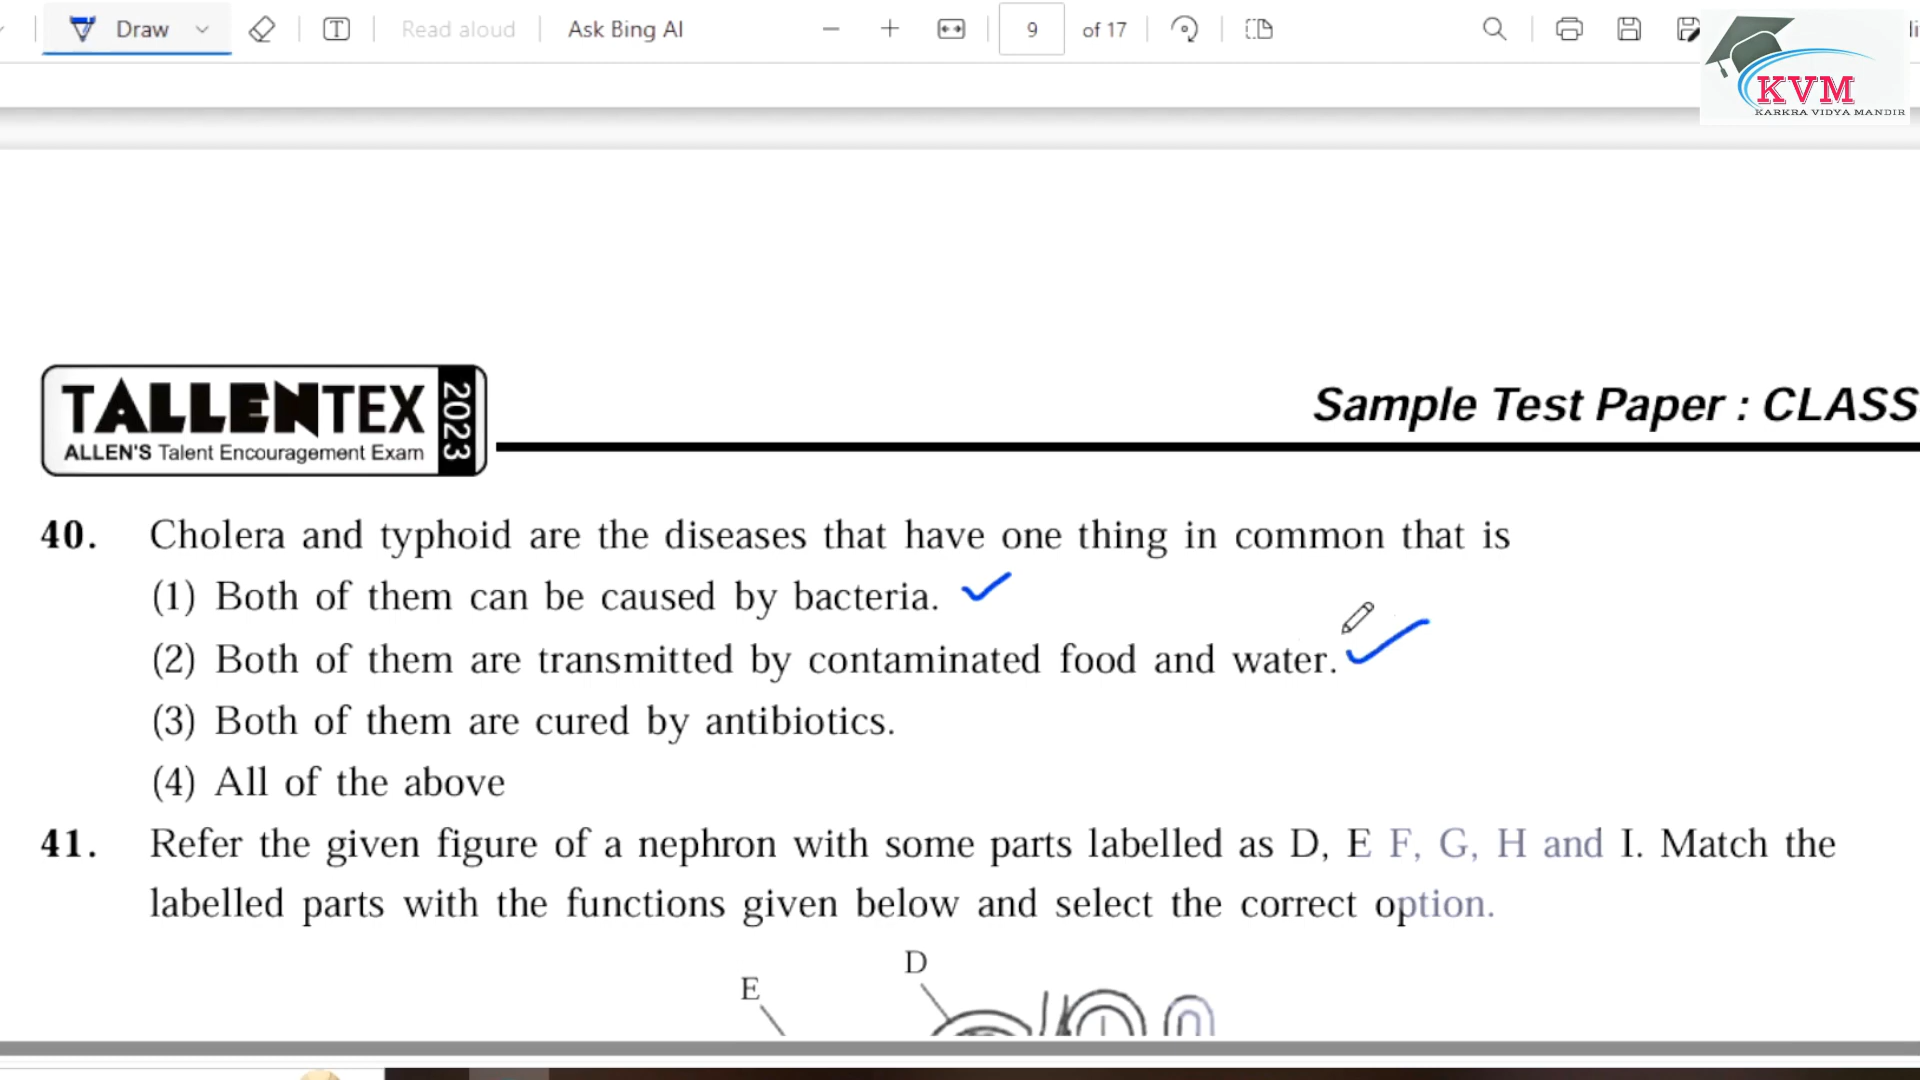 Draw
Read aloud
Ask Bing AI
9 of 17
KVM
KARKRA VIDYA MANDIR
TALLENTEX 2023
ALLEN'S Talent Encouragement Exam
Sample Test Paper : CLASS
40. Cholera and typhoid are the diseases that have one thing in common that is
(1) Both of them can be caused by bacteria.
(2) Both of them are transmitted by contaminated food and water.
(3) Both of them are cured by antibiotics.
(4) All of the above
41. Refer the given figure of a nephron with some parts labelled as D, E F, G, H and I. Match the
labelled parts with the functions given below and select the correct option.
D
E